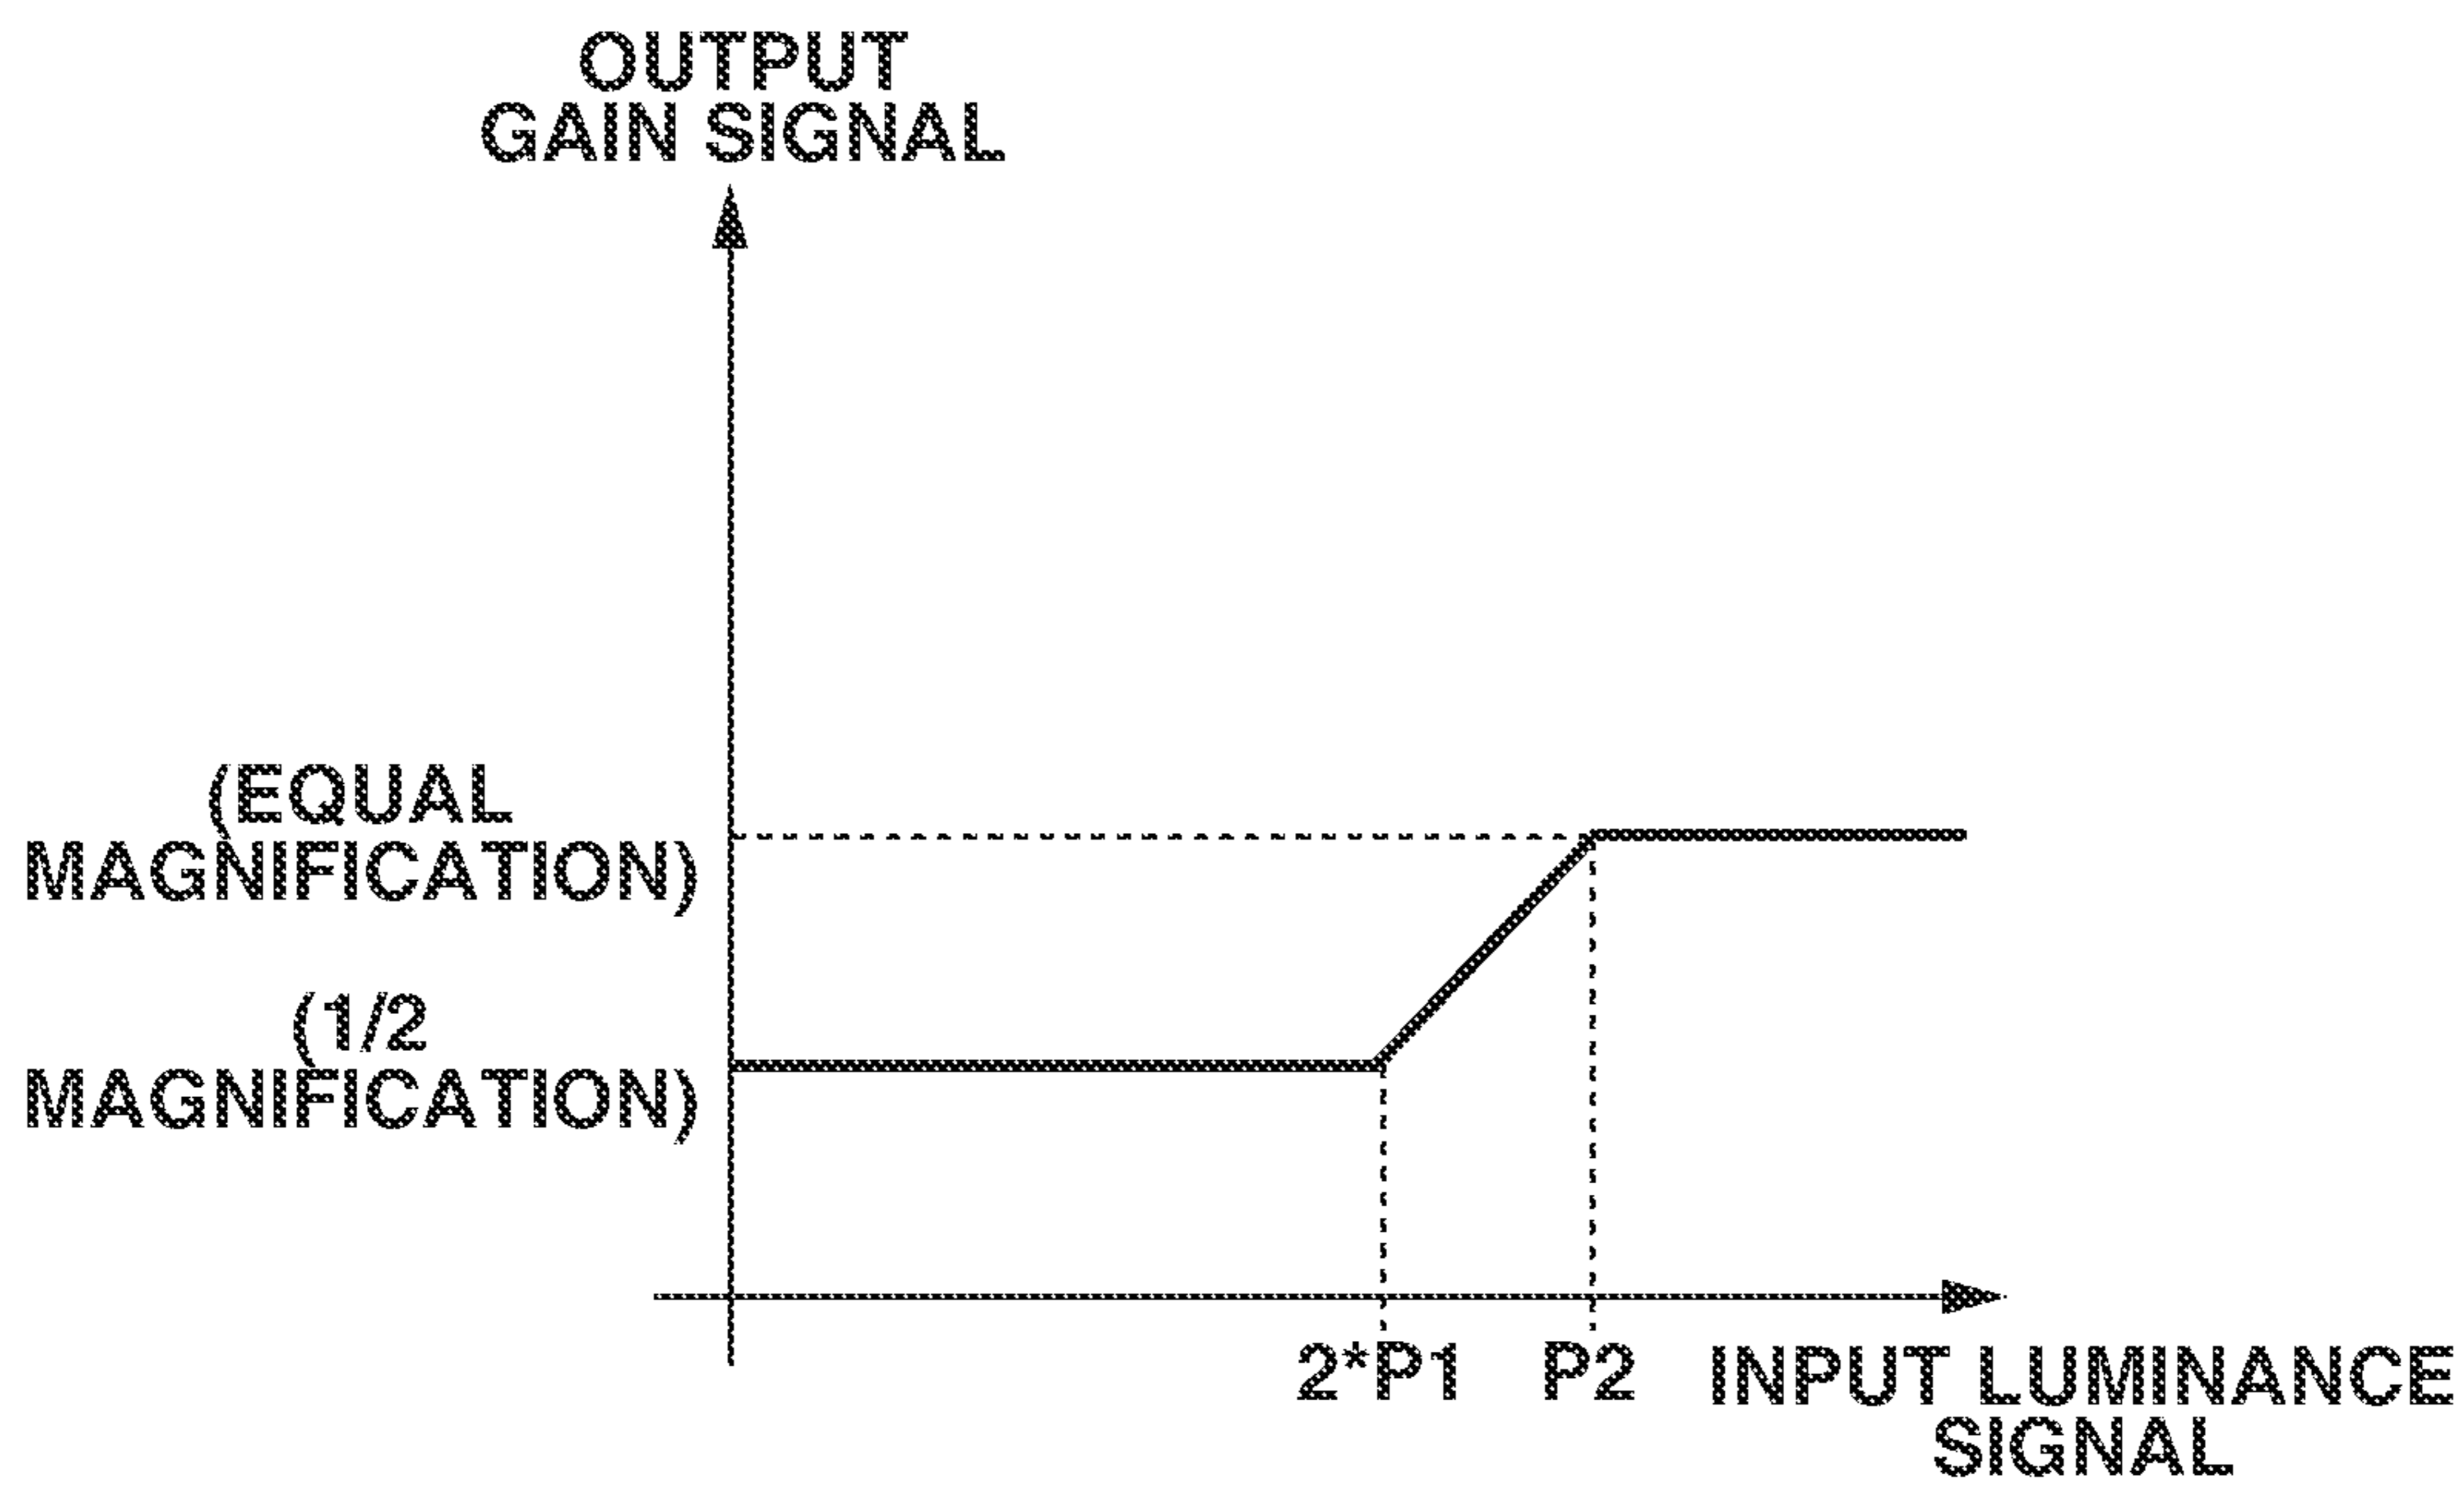 OUTPUT
GAIN SIGNAL
(EQUAL
MAGNIFICATION)
(1/2
MAGNIFICATION)
2*P1
P2
INPUT LUMINANCE
SIGNAL